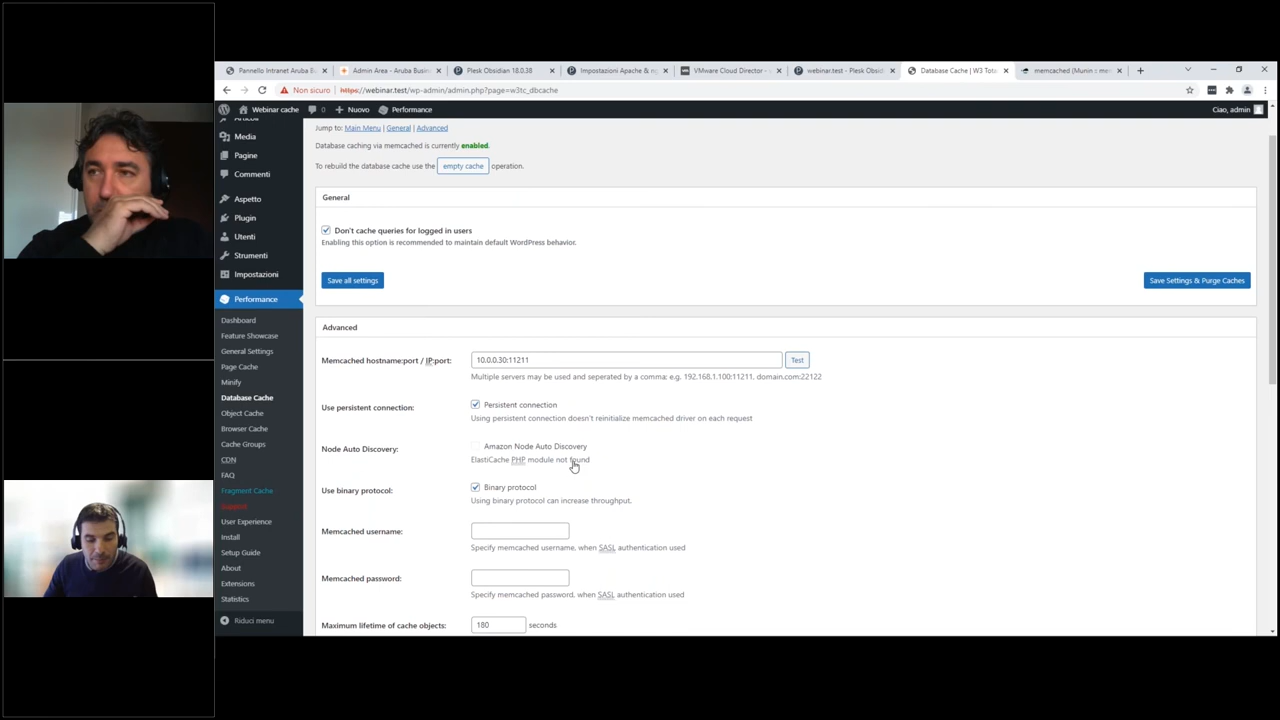 Pannello Intranet Aruba Bu
Admin Area - Aruba Busin
Plesk Obsidian 18.0.38
Impostazioni Apache & n
VMware Cloud Director -
webinar.test - Plesk Obsidi
Database Cache | W3 Tota
memcached (Munin :: mem
Non sicuro
https://webinar.test/wp-admin/admin.php?page=w3tc_dbcache
Webinar cache
0
Nuovo
Performance
Ciao, admin
Articoli
Media
Pagine
Commenti
Aspetto
Plugin
Utenti
Strumenti
Impostazioni
Performance
Dashboard
Feature Showcase
General Settings
Page Cache
Minify
Database Cache
Object Cache
Browser Cache
Cache Groups
CDN
FAQ
Fragment Cache
Support
User Experience
Install
Setup Guide
About
Extensions
Statistics
Riduci menu
Jump to: Main Menu | General | Advanced
Database caching via memcached is currently enabled.
To rebuild the database cache use the empty cache operation.
General
Don't cache queries for logged in users
Enabling this option is recommended to maintain default WordPress behavior.
Save all settings
Save Settings & Purge Caches
Advanced
Memcached hostname:port / IP:port: 10.0.0.30:11211 Test
Multiple servers may be used and seperated by a comma; e.g. 192.168.1.100:11211, domain.com:22122
Use persistent connection: Persistent connection
Using persistent connection doesn't reinitialize memcached driver on each request
Node Auto Discovery: Amazon Node Auto Discovery
ElastiCache PHP module not found
Use binary protocol: Binary protocol
Using binary protocol can increase throughput.
Memcached username:
Specify memcached username, when SASL authentication used
Memcached password:
Specify memcached password, when SASL authentication used
Maximum lifetime of cache objects: 180 seconds